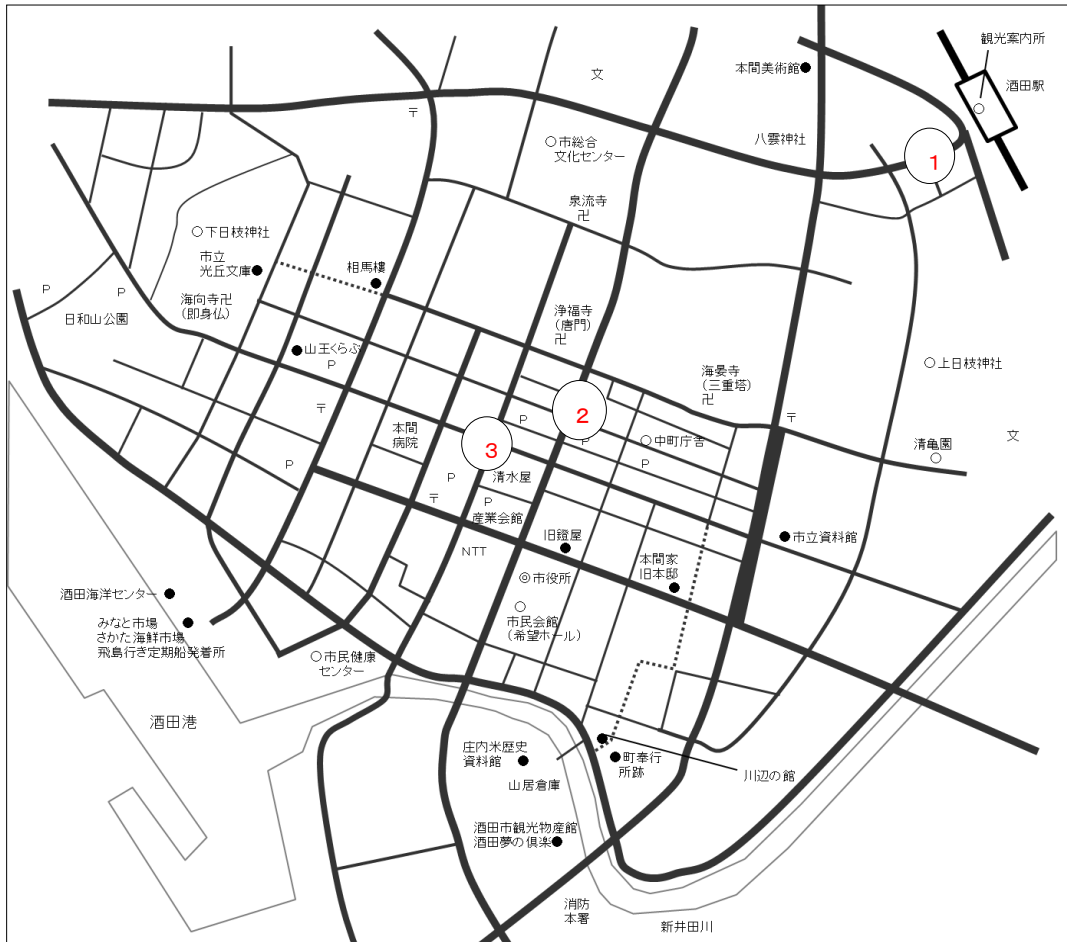 観光案内所
酒田駅
本間美術館
文
〒
八雲神社
1
市総合
文化センター
泉流寺
卍
下日枝神社
市立
光丘文庫
相馬樓
P
P
海向寺卍
(即身仏)
日和山公園
浄福寺
(唐門)
卍
山王くらぶ
P
海晏寺
(三重塔)
卍
上日枝神社
〒
2
P
P
〒
文
本間
病院
3
中町庁舎
清亀園
P
P
P
清水屋
〒
P
産業会館
旧鐙屋
市立資料館
NTT
本間家
旧本邸
市役所
酒田海洋センター
市民会館
(希望ホール)
みなと市場
さかた海鮮市場
飛島行き定期船発着所
市民健康
センター
酒田港
庄内米歴史
資料館
町奉行
所跡
川辺の館
山居倉庫
酒田市観光物産館
酒田夢の倶楽
消防
本署
新井田川